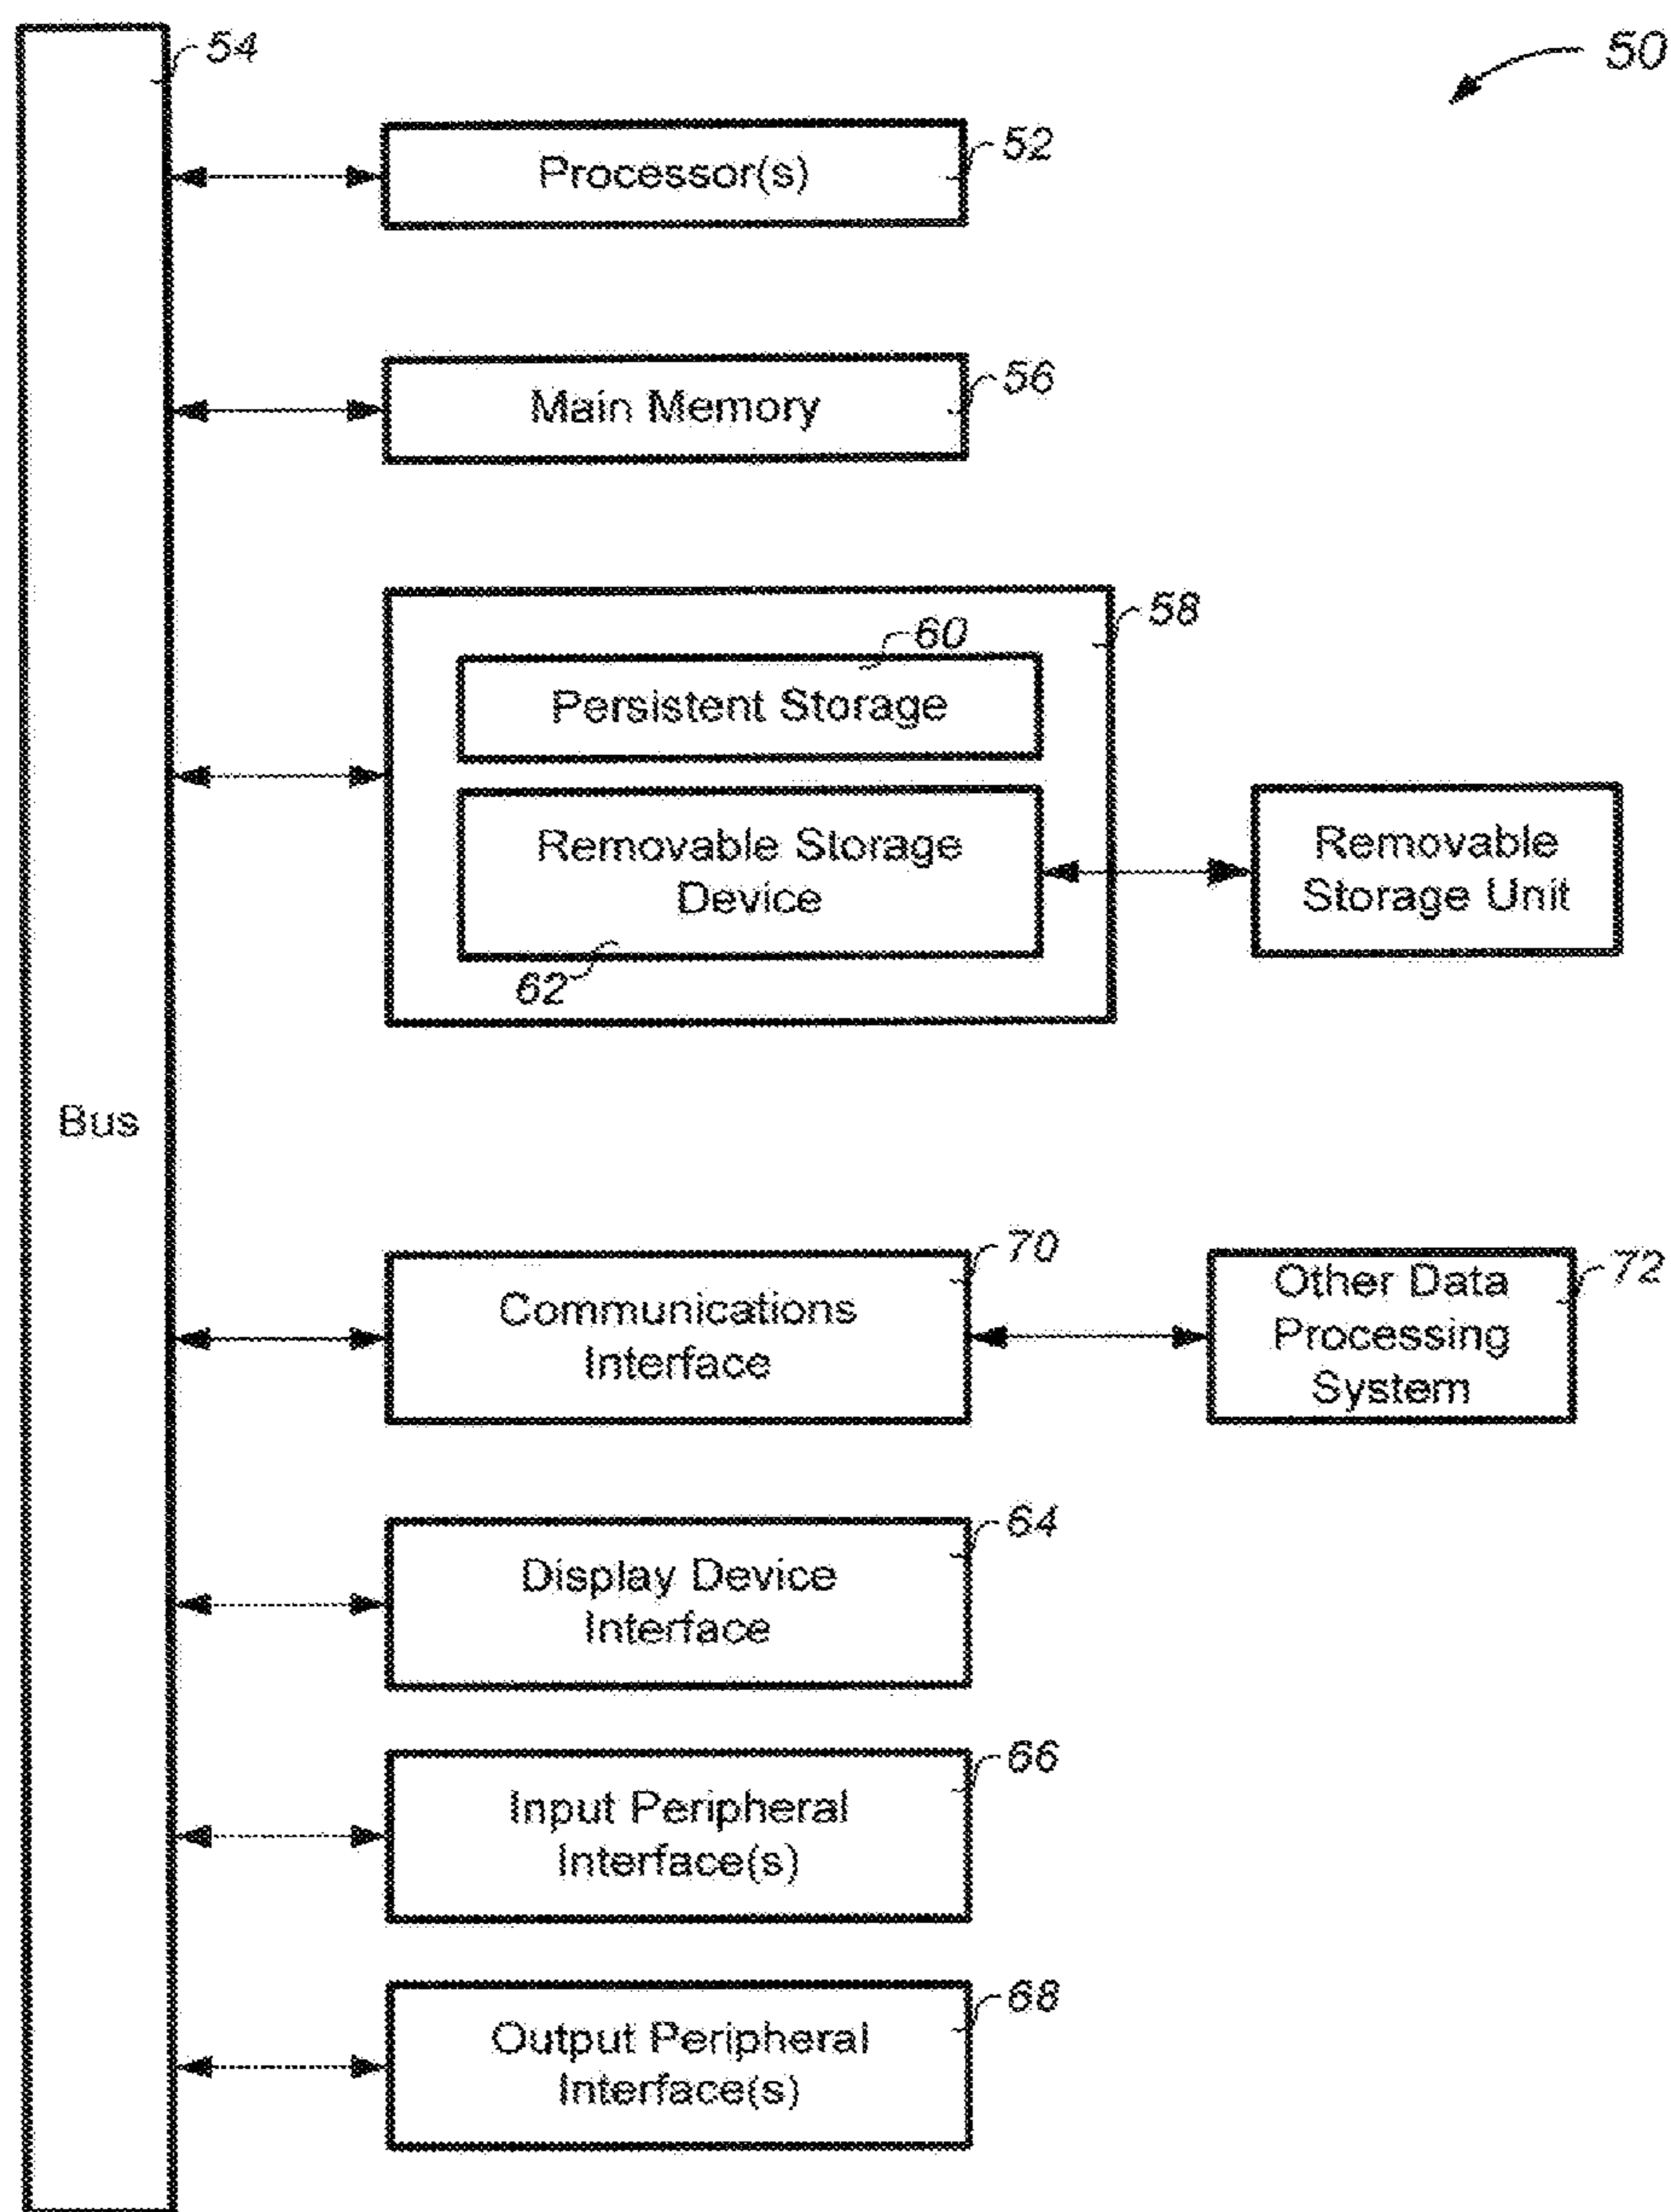 54
50
Processor(s)
52
Main Memory
56
58
60
Persistent Storage
Removable Storage
Device
62
Removable
Storage Unit
Bus
70
Communications
Interface
Other Data
Processing
System
72
64
Display Device
Interface
66
Input Peripheral
Interface(s)
68
Output Peripheral
Interface(s)